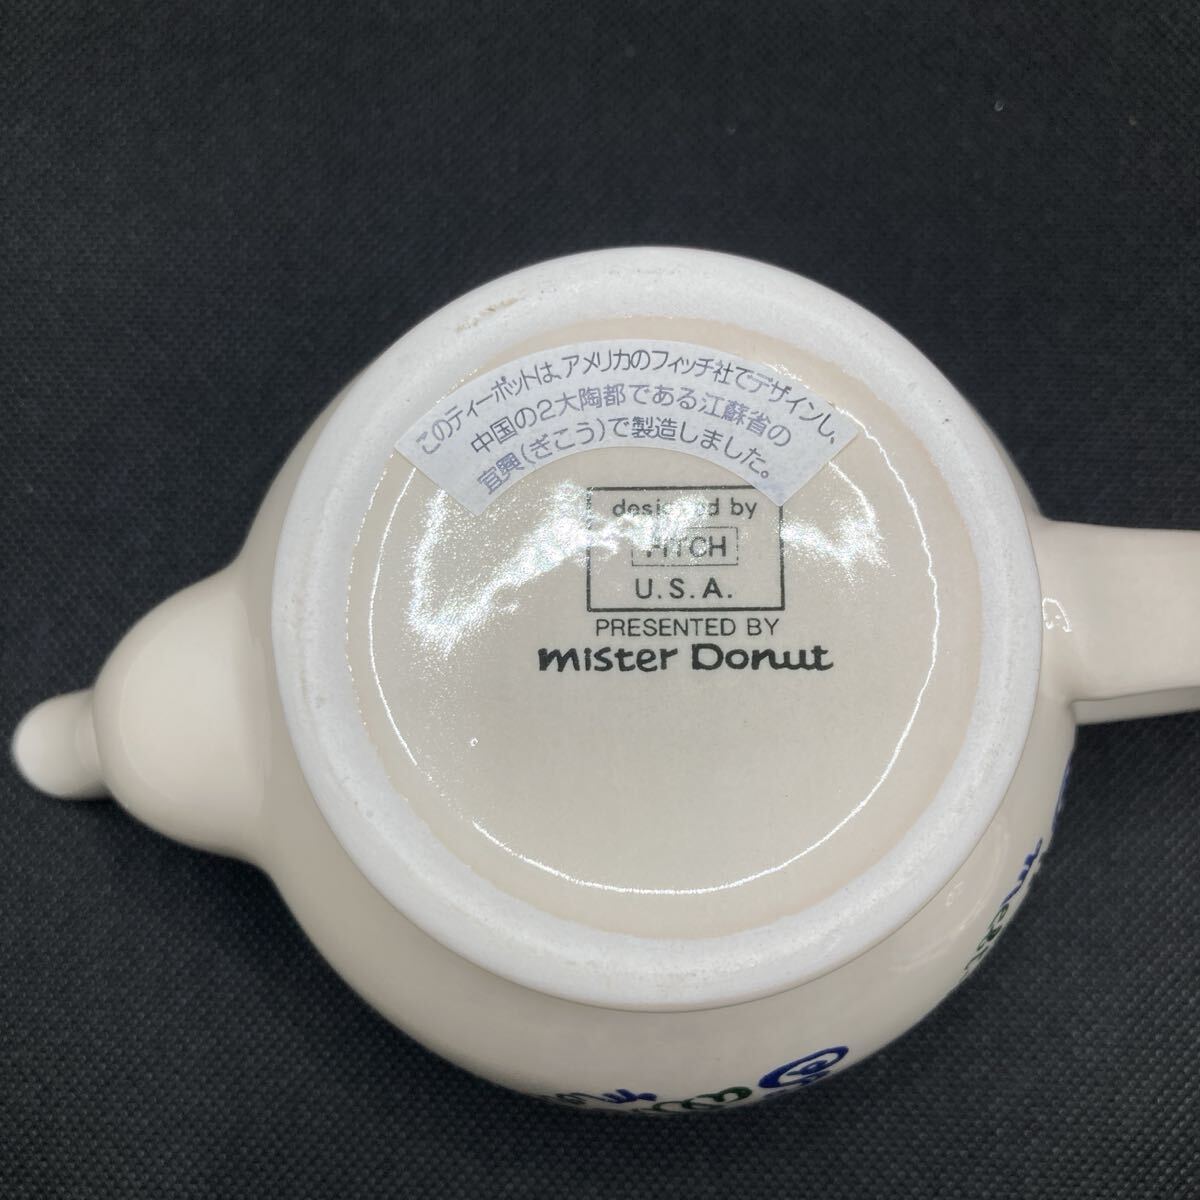 このティーポットは、アメリカのフィッチ社でデザインし、
中国の2大陶都である江蘇省の
宜興(ぎこう)で製造しました。
designed by
FITCH
U.S.A.
PRESENTED BY
mister Donut